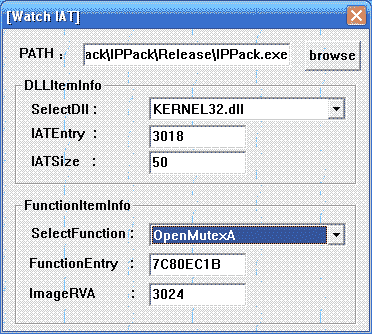 [Watch IAT]
PATH : ack\IPPack\Release\IPPack.exe browse
DLLItemInfo
SelectDll : KERNEL32.dll
IATEntry : 3018
IATSize : 50
FunctionItemInfo
SelectFunction : OpenMutexA
FunctionEntry : 7C80EC1B
ImageRVA : 3024